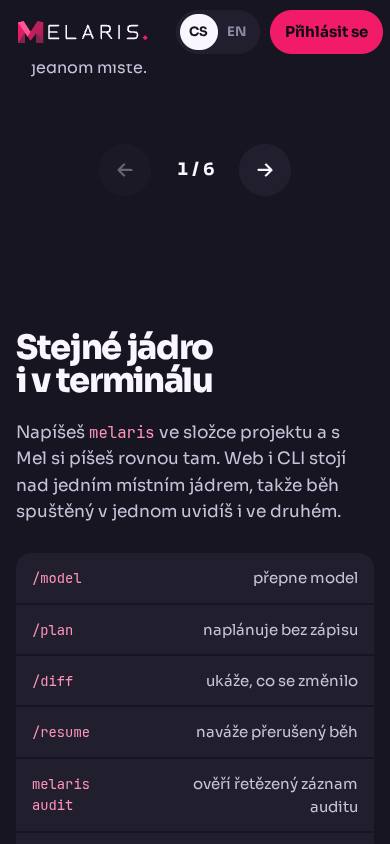 MELARIS.
CS EN
Přihlásit se
jednom místě.
← 1 / 6 →
Stejné jádro
i v terminálu
Napíšeš melaris ve složce projektu a s
Mel si píšeš rovnou tam. Web i CLI stojí
nad jedním místním jádrem, takže běh
spuštěný v jednom uvidíš i ve druhém.
/model přepne model
/plan naplánuje bez zápisu
/diff ukáže, co se změnilo
/resume naváže přerušený běh
melaris ověří řetězený záznam
audit auditu